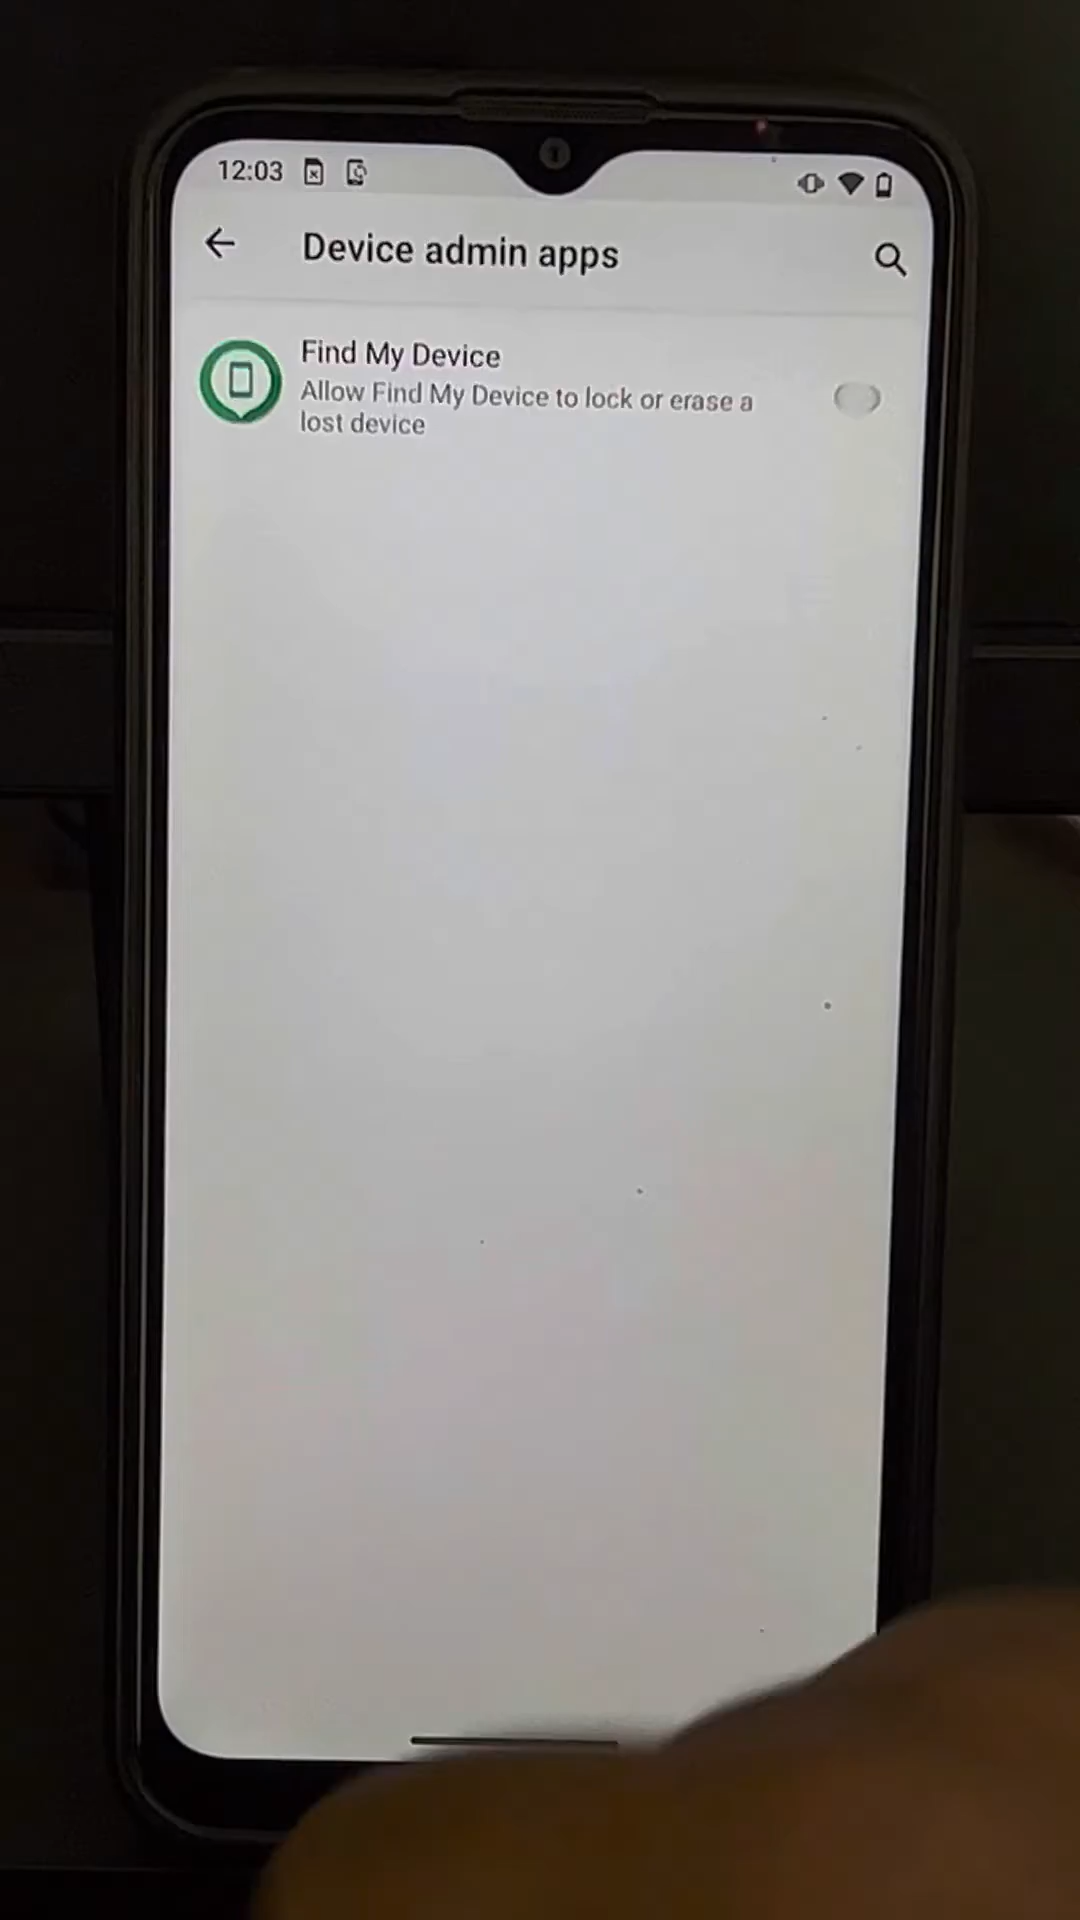 12:03
Device admin apps
Find My Device
Allow Find My Device to lock or erase a
lost device